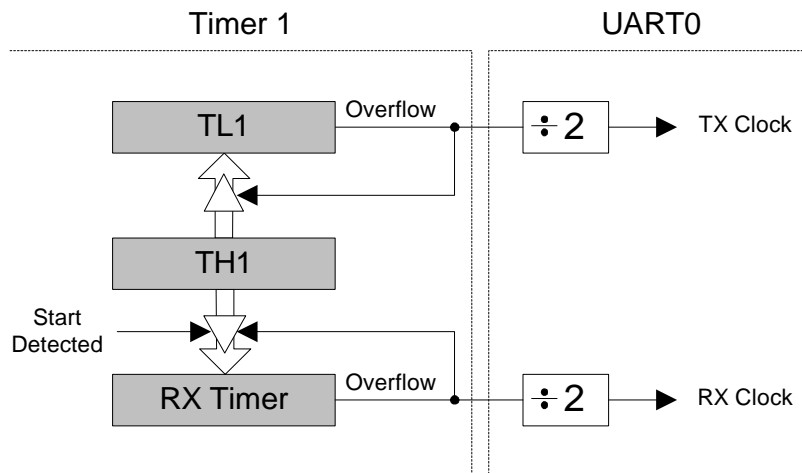 Timer 1
UART0
TL1
Overflow
÷2
TX Clock
TH1
Start
Detected
RX Timer
Overflow
÷2
RX Clock